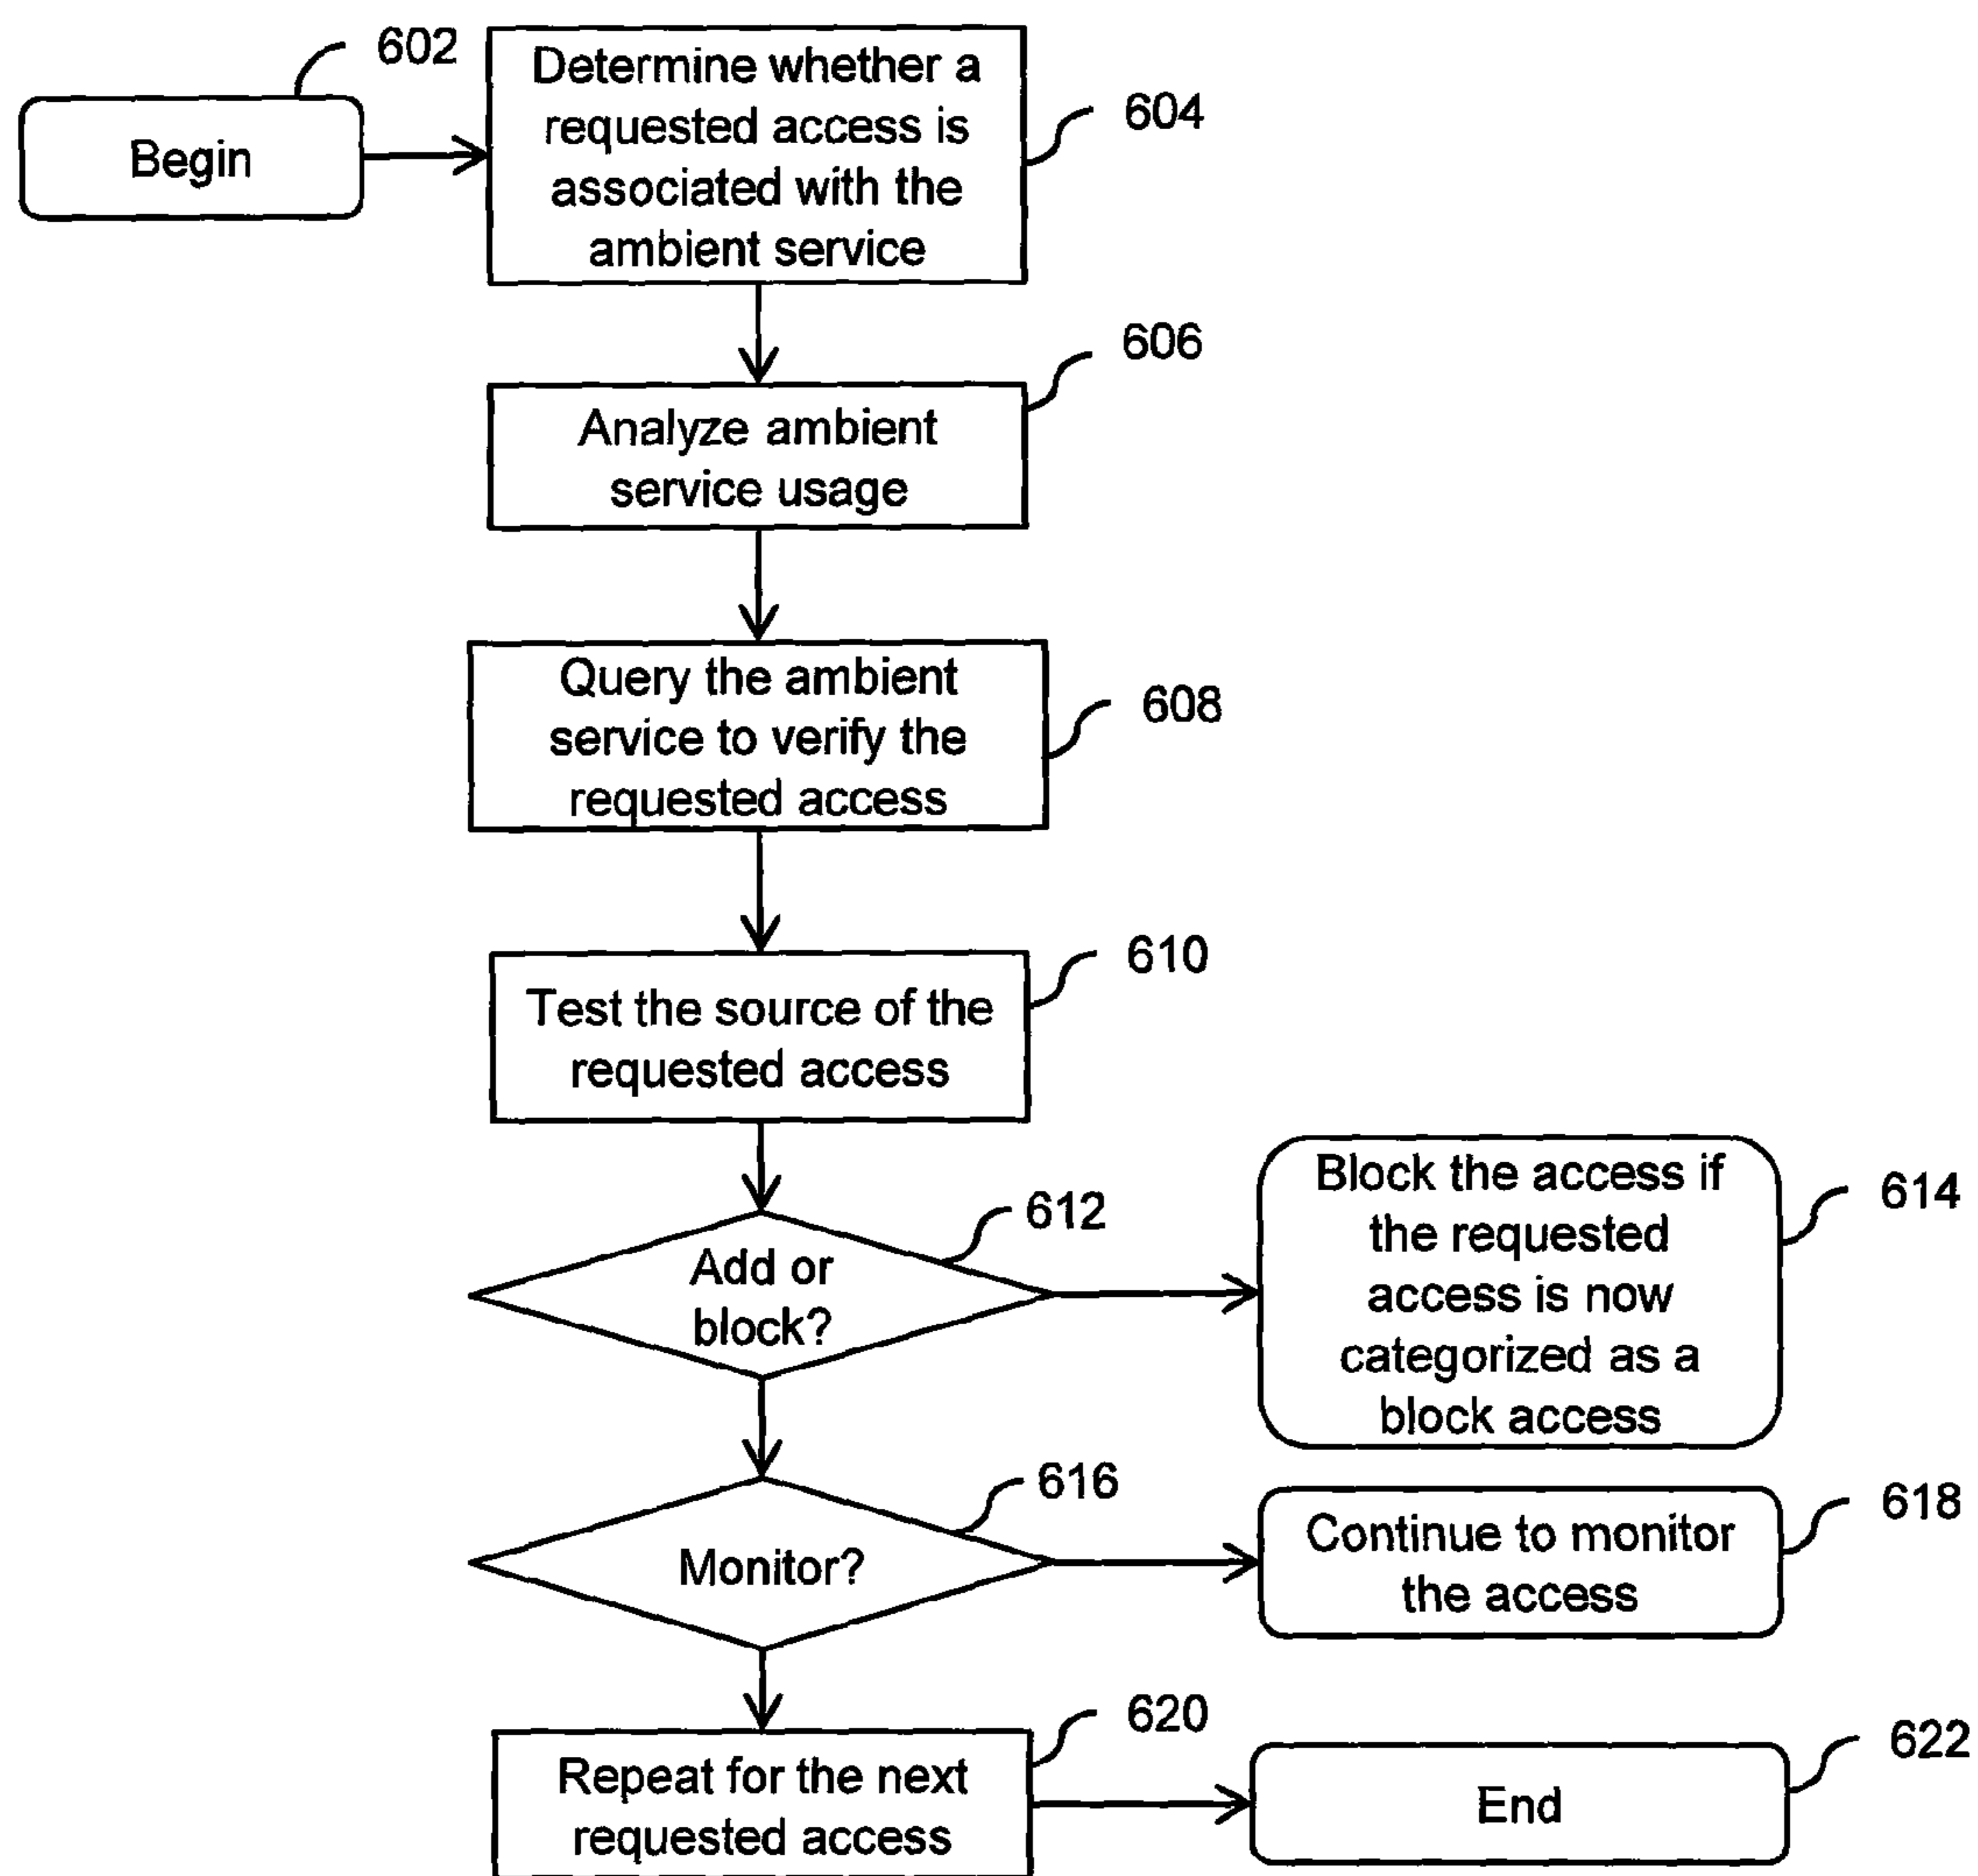 602
Begin
Determine whether a
requested access is
associated with the
ambient service
604
Analyze ambient
service usage
606
Query the ambient
service to verify the
requested access
608
Test the source of the
requested access
610
Add or
block?
612
Block the access if
the requested
access is now
categorized as a
block access
614
Monitor?
616
Continue to monitor
the access
618
Repeat for the next
requested access
620
End
622